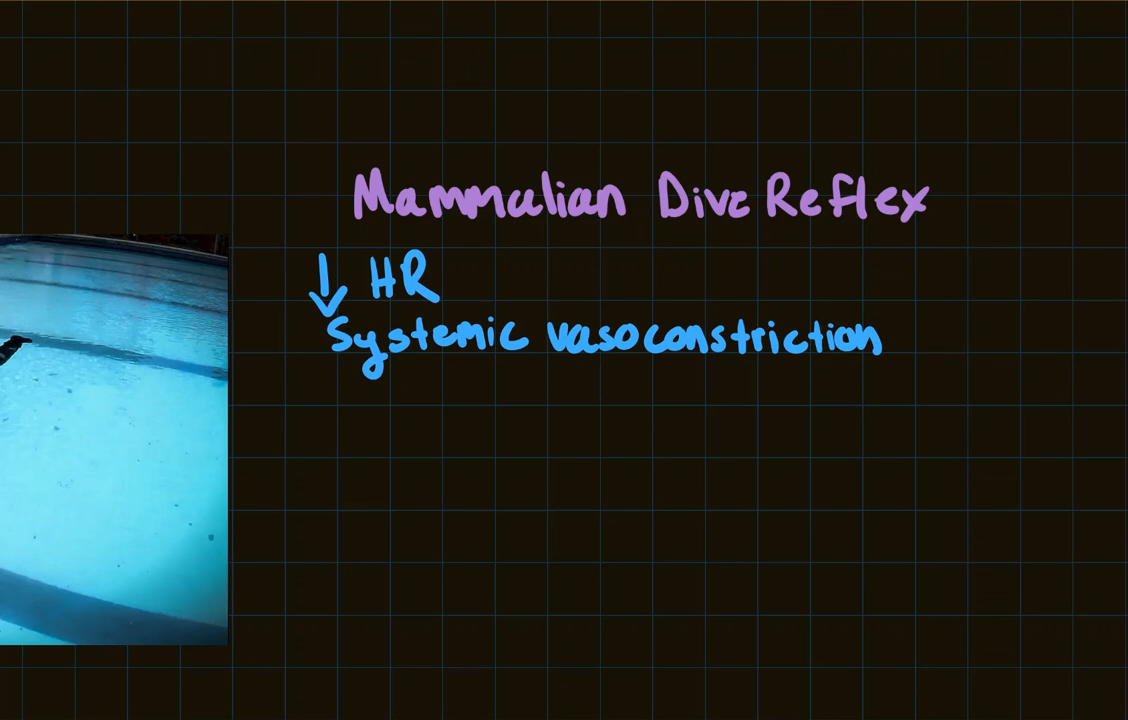 Mammalian Dive Reflex
↓ HR
Systemic vasoconstriction